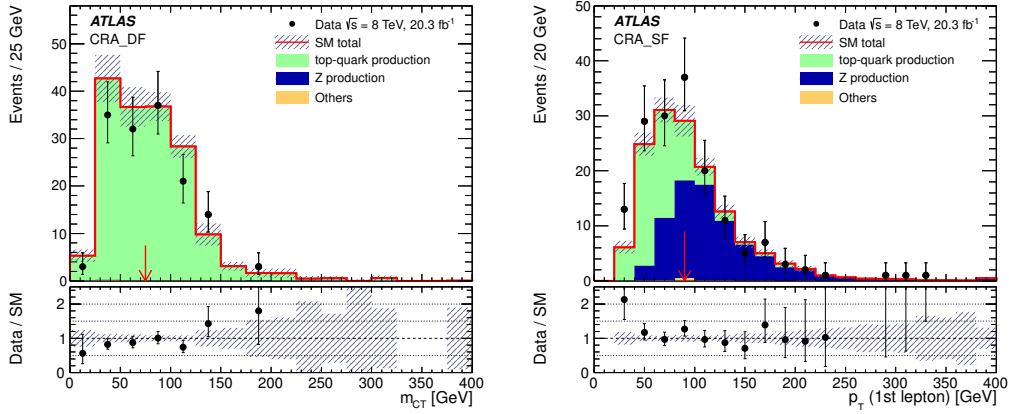 ATLAS
CRA_DF
Data √s = 8 TeV, 20.3 fb⁻¹
SM total
top-quark production
Z production
Others
Events / 25 GeV
50
40
30
20
10
0
Data / SM
2
1
0
0 50 100 150 200 250 300 350 400
m_CT [GeV]
ATLAS
CRA_SF
Data √s = 8 TeV, 20.3 fb⁻¹
SM total
top-quark production
Z production
Others
Events / 20 GeV
50
40
30
20
10
0
Data / SM
2
1
0
0 50 100 150 200 250 300 350 400
p_T (1st lepton) [GeV]